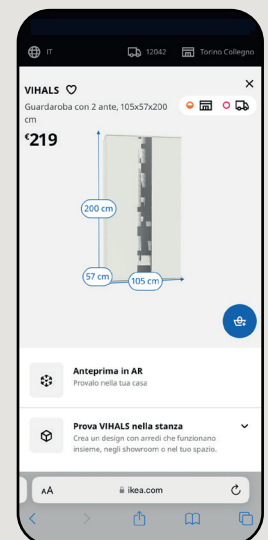 IT
12042
Torino Collegno
VIHALS
Guardaroba con 2 ante, 105x57x200
cm
€219
200 cm
57 cm
105 cm
Anteprima in AR
Provalo nella tua casa
Prova VIHALS nella stanza
Crea un design con arredi che funzionano
insieme, negli showroom o nel tuo spazio.
AA
ikea.com